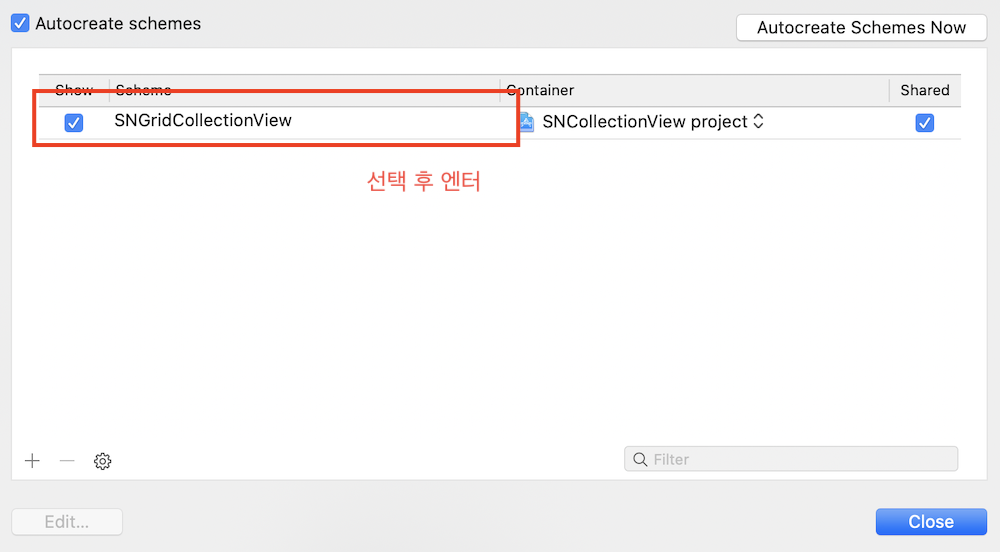 Autocreate schemes
Autocreate Schemes Now
Show Scheme Container Shared
SNGridCollectionView SNCollectionView project
선택 후 엔터
Filter
Edit...
Close